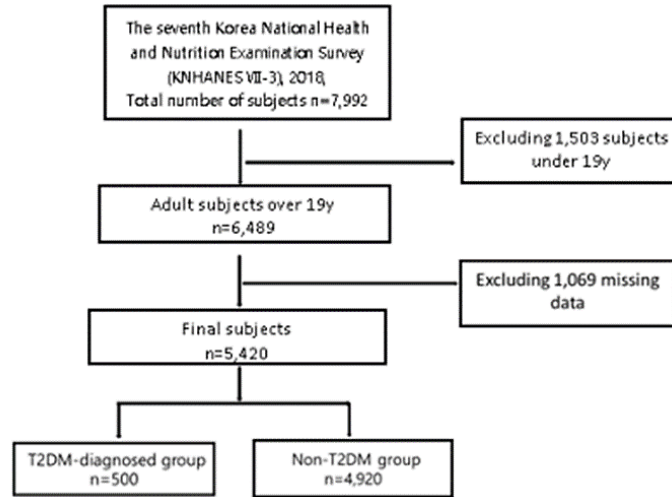 The seventh Korea National Health
and Nutrition Examination Survey
(KNHANES VII-3), 2018,
Total number of subjects n=7,992
Excluding 1,503 subjects
under 19y
Adult subjects over 19y
n=6,489
Excluding 1,069 missing
data
Final subjects
n=5,420
T2DM-diagnosed group
n=500
Non-T2DM group
n=4,920